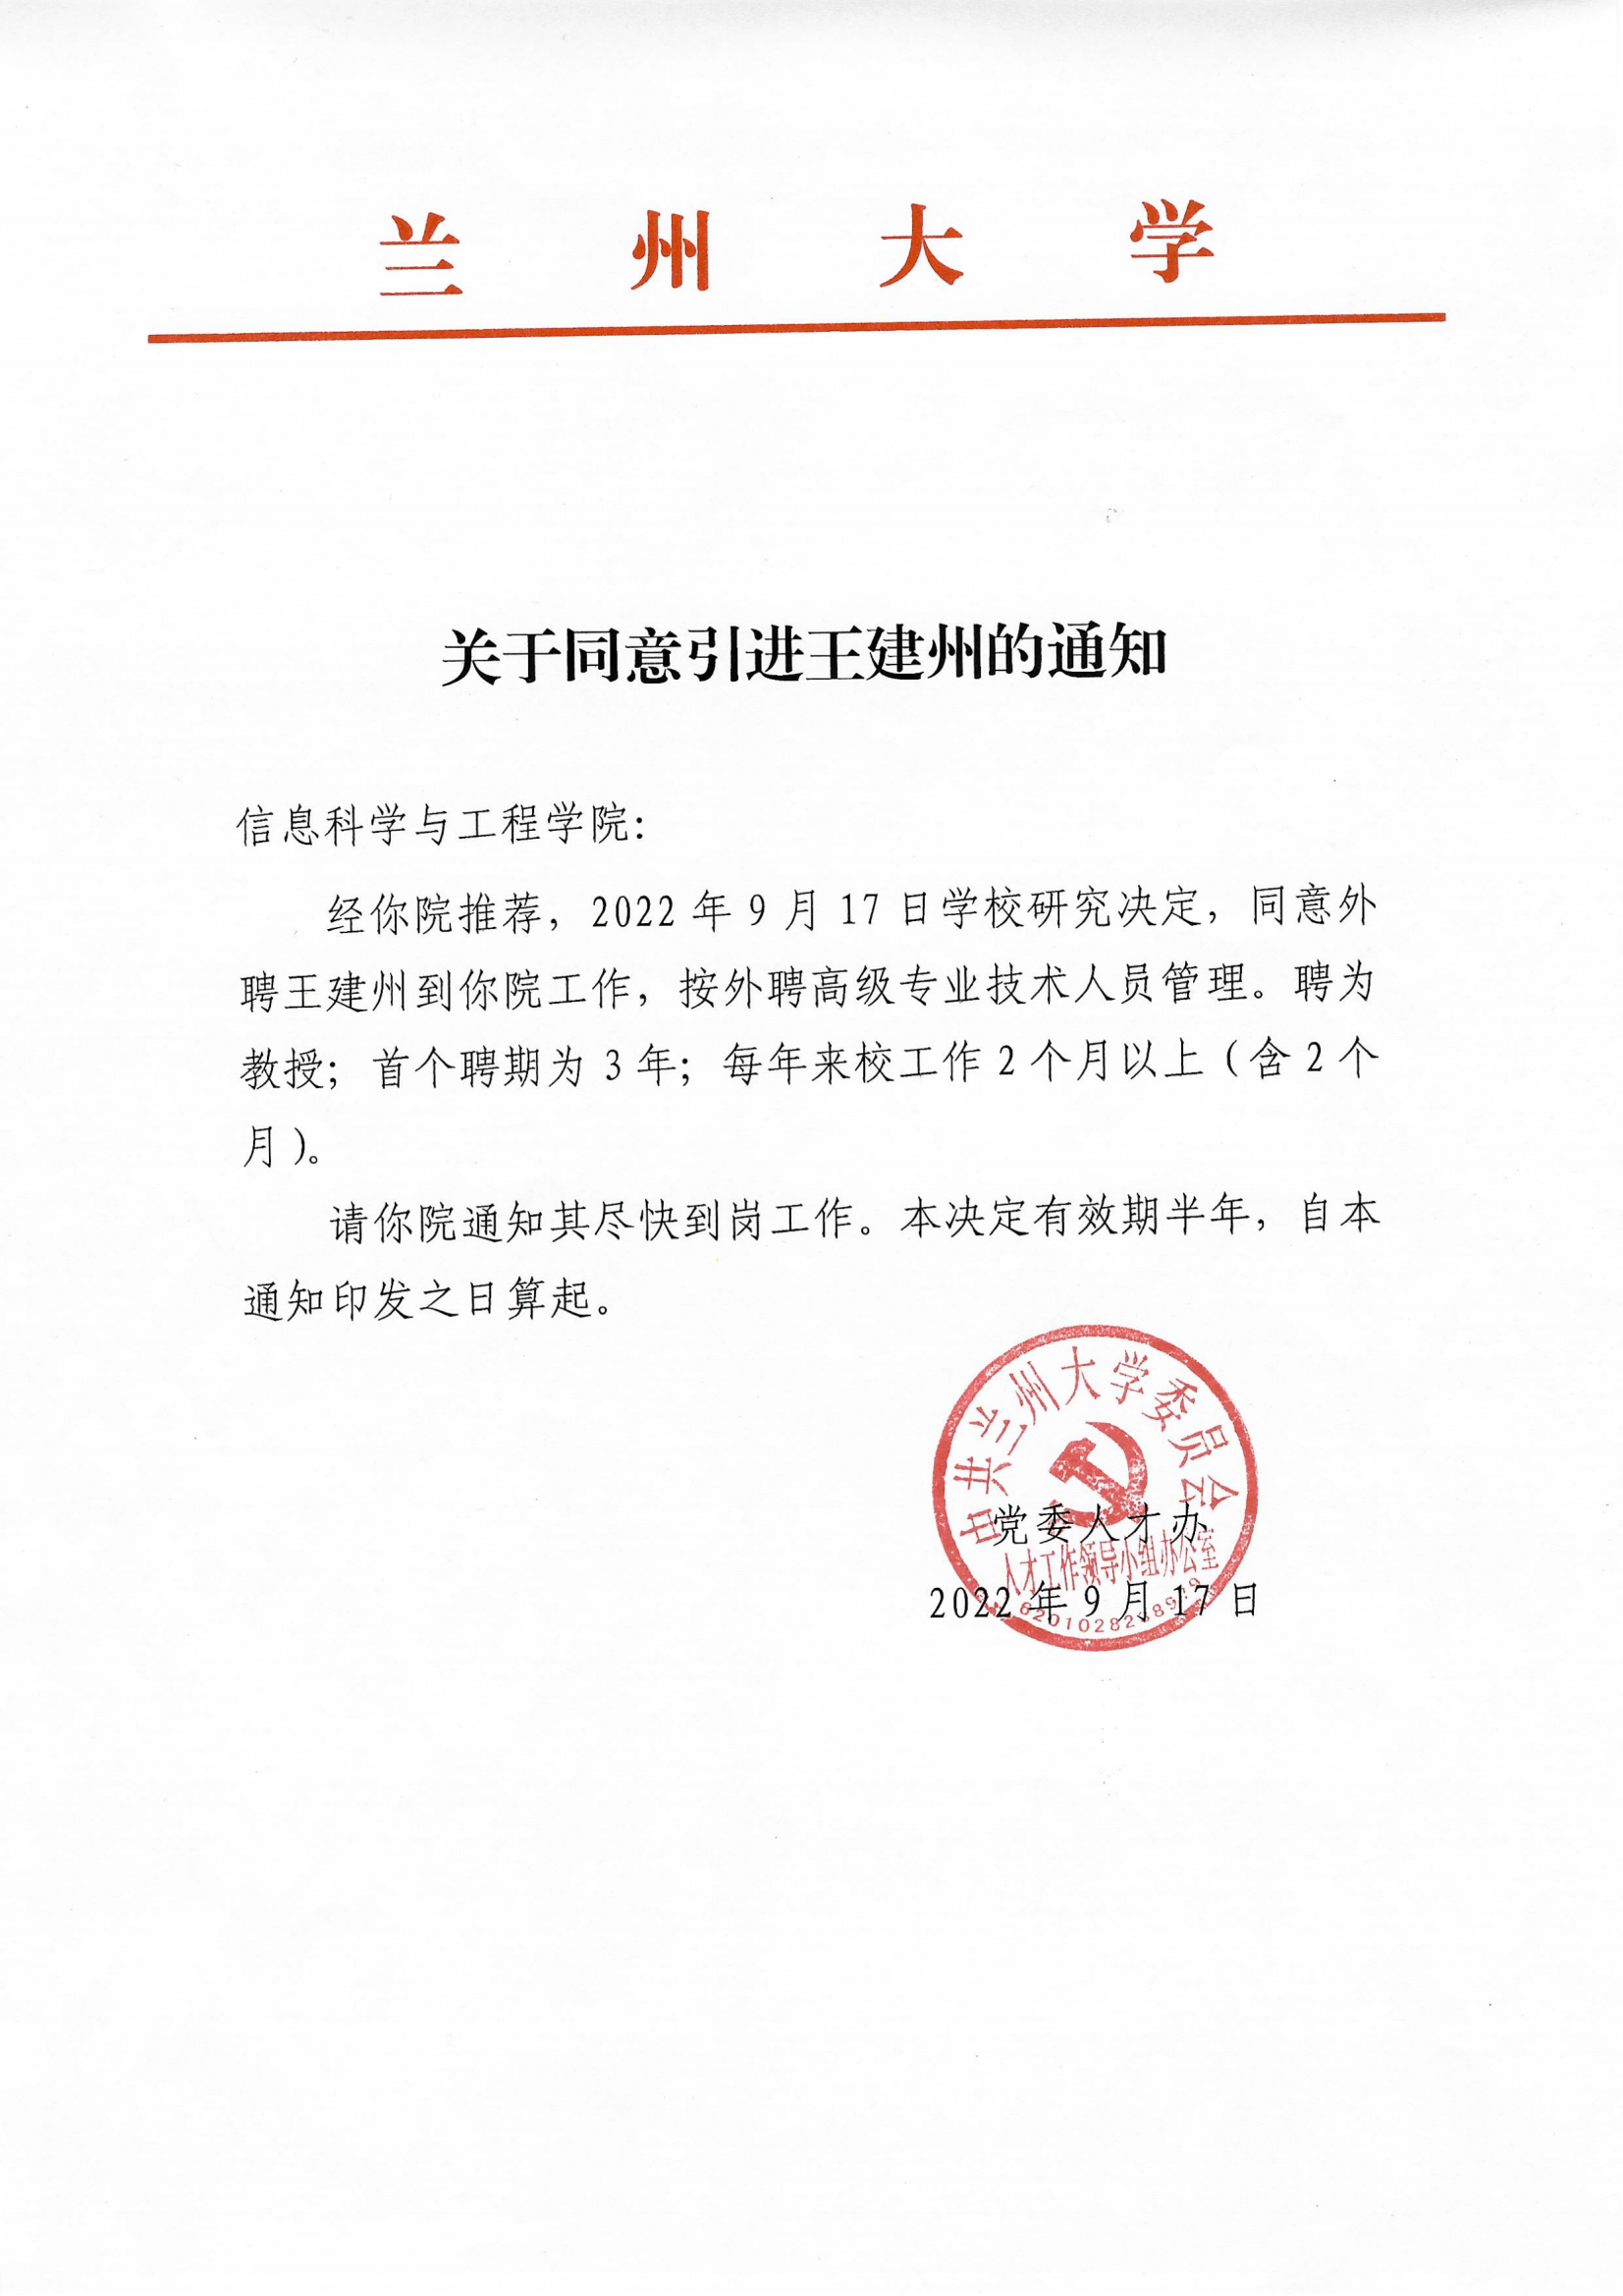 兰州大学
关于同意引进王建州的通知
信息科学与工程学院：
经你院推荐，2022年9月17日学校研究决定，同意外
聘王建州到你院工作，按外聘高级专业技术人员管理。聘为
教授；首个聘期为3年；每年来校工作2个月以上（含2个
月）。
请你院通知其尽快到岗工作。本决定有效期半年，自本
通知印发之日算起。
中共兰州大学委员会
党委人才办
人才工作领导小组办公室
2022年9月17日